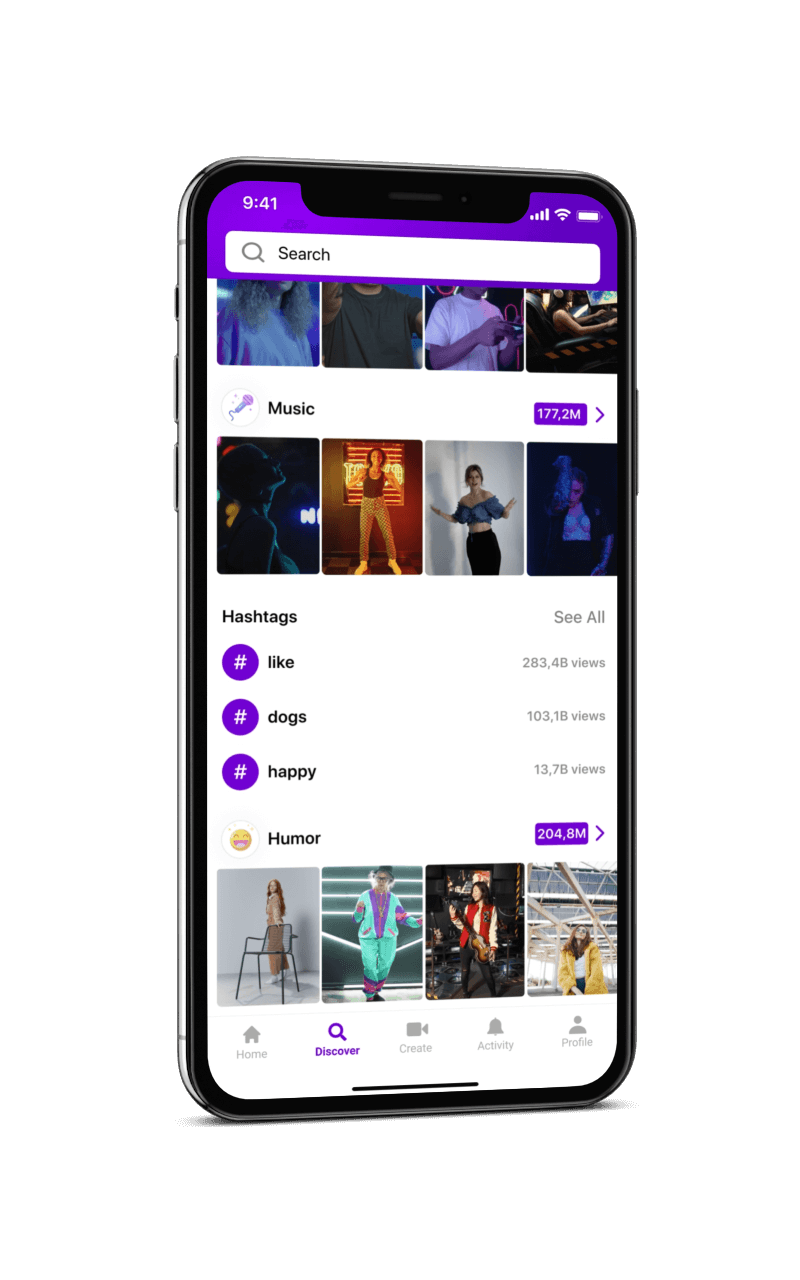 9:41
Search
Music
177,2M
Hashtags
See All
# like
283,4B views
# dogs
103,1B views
# happy
13,7B views
Humor
204,8M
Home
Discover
Create
Activity
Profile